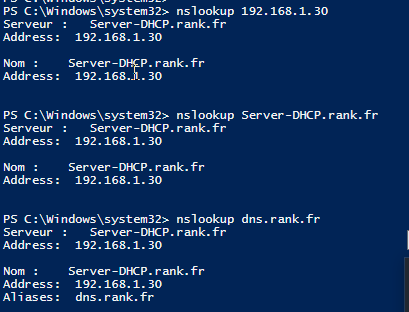 PS C:\Windows\system32> nslookup 192.168.1.30
Serveur :   Server-DHCP.rank.fr
Address:  192.168.1.30
Nom :    Server-DHCP.rank.fr
Address:  192.168.1.30
PS C:\Windows\system32> nslookup Server-DHCP.rank.fr
Serveur :   Server-DHCP.rank.fr
Address:  192.168.1.30
Nom :    Server-DHCP.rank.fr
Address:  192.168.1.30
PS C:\Windows\system32> nslookup dns.rank.fr
Serveur :   Server-DHCP.rank.fr
Address:  192.168.1.30
Nom :    Server-DHCP.rank.fr
Address:  192.168.1.30
Aliases:  dns.rank.fr